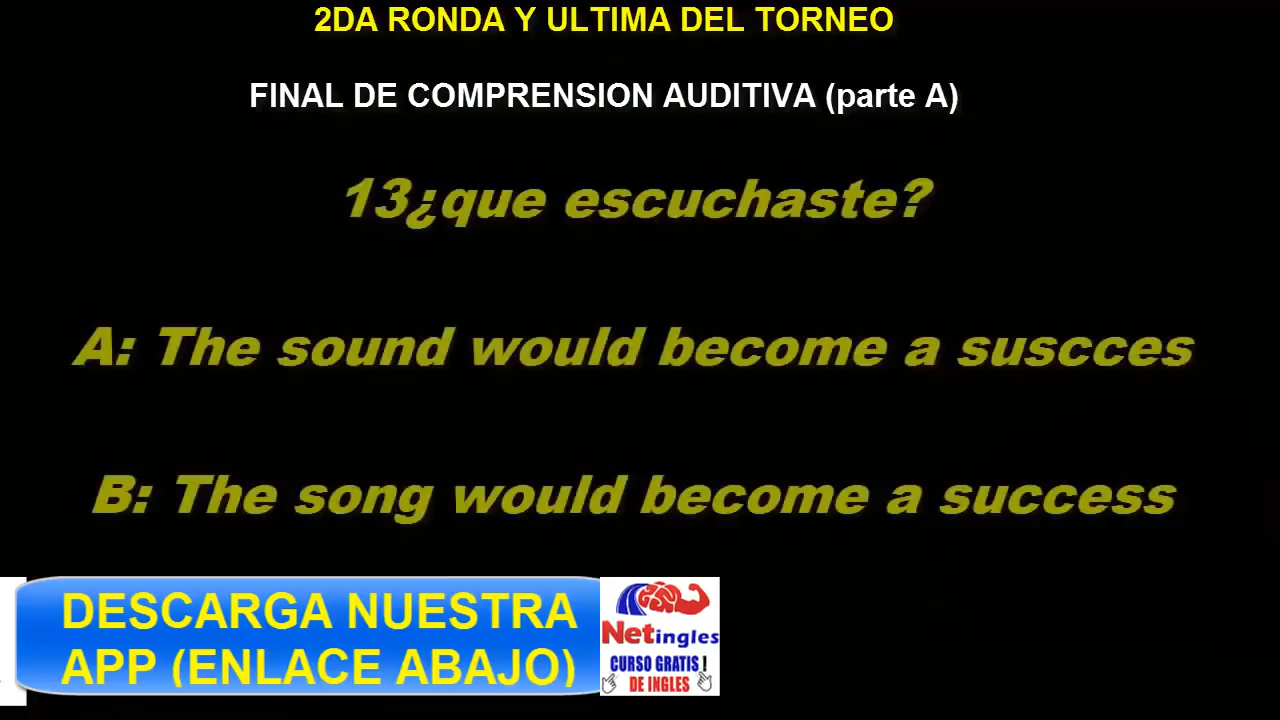 2DA RONDA Y ULTIMA DEL TORNEO
FINAL DE COMPRENSION AUDITIVA (parte A)
13¿que escuchaste?
A: The sound would become a suscces
B: The song would become a success
DESCARGA NUESTRA
APP (ENLACE ABAJO)
Netingles
CURSO GRATIS!
DE INGLES